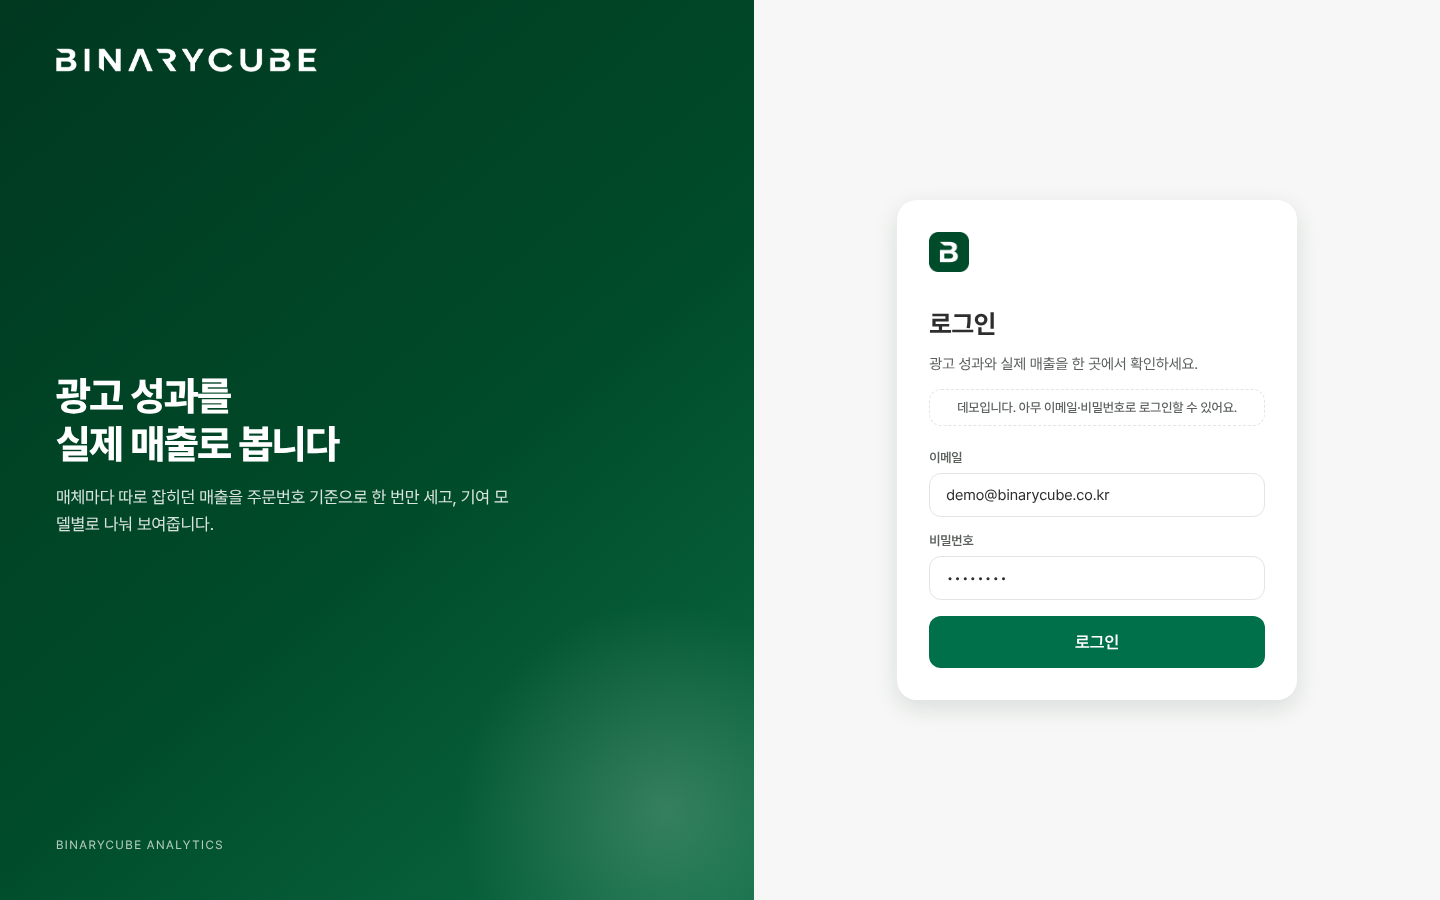 BINARYCUBE
광고 성과를
실제 매출로 봅니다
매체마다 따로 잡히던 매출을 주문번호 기준으로 한 번만 세고, 기여 모
델별로 나눠 보여줍니다.
BINARYCUBE ANALYTICS
B
로그인
광고 성과와 실제 매출을 한 곳에서 확인하세요.
데모입니다. 아무 이메일·비밀번호로 로그인할 수 있어요.
이메일
demo@binarycube.co.kr
비밀번호
••••••••
로그인